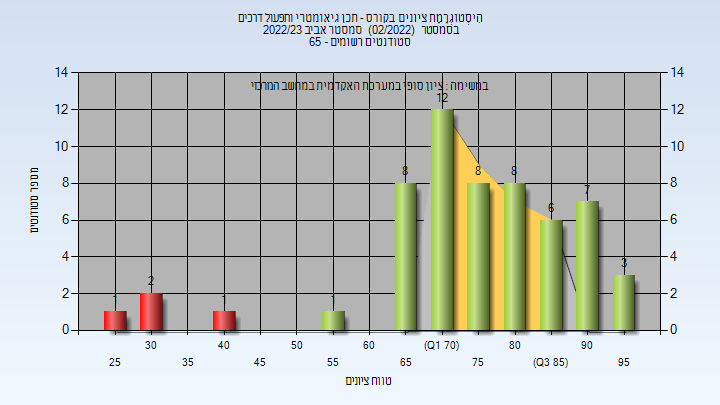 היסטוגרמת ציונים בקורס - תכן גיאומטרי ותפעול דרכים
בסמסטר (02/2022) סמסטר אביב 2022/23
סטודנטים רשומים - 65
במשימה : ציון סופי במערכת האקדמית במחשב המרכזי
14 14
12 12
10 10
8 8
6 6
4 4
2 2
0 0
1 2 1 1 8 12 8 8 6 7 3
מספר סטודנטים
30 40 50 60 (Q1 70) 80 90
25 35 45 55 65 75 (Q3 85) 95
טווח ציונים